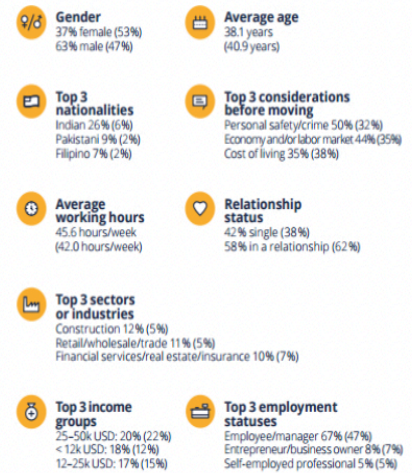 Gender
37% female (53%)
63% male (47%)
Average age
38.1 years
(40.9 years)
Top 3
nationalities
Indian 26% (6%)
Pakistani 9% (2%)
Filipino 7% (2%)
Top 3 considerations
before moving
Personal safety/crime 50% (32%)
Economy and/or labor market 44% (35%)
Cost of living 35% (38%)
Average
working hours
45.6 hours/week
(42.0 hours/week)
Relationship
status
42% single (38%)
58% in a relationship (62%)
Top 3 sectors
or industries
Construction 12% (5%)
Retail/wholesale/trade 11% (5%)
Financial services/real estate/insurance 10% (7%)
Top 3 income
groups
25–50k USD: 20% (22%)
< 12k USD: 18% (12%)
12–25k USD: 17% (15%)
Top 3 employment
statuses
Employee/manager 67% (47%)
Entrepreneur/business owner 8% (7%)
Self-employed professional 5% (5%)